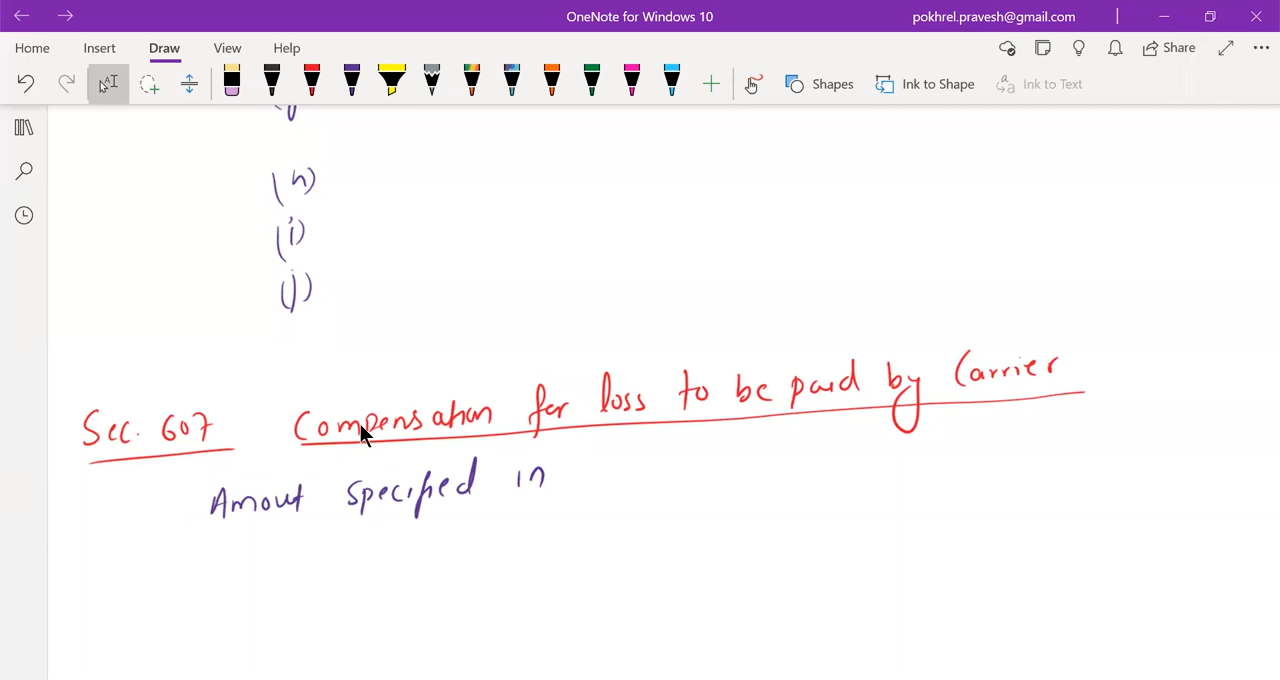 OneNote for Windows 10
pokhrel.pravesh@gmail.com
Home Insert Draw View Help
Share
Shapes Ink to Shape Ink to Text
(h)
(i)
(j)
Sec. 607 Compensation for loss to be paid by Carrier
Amout specified in